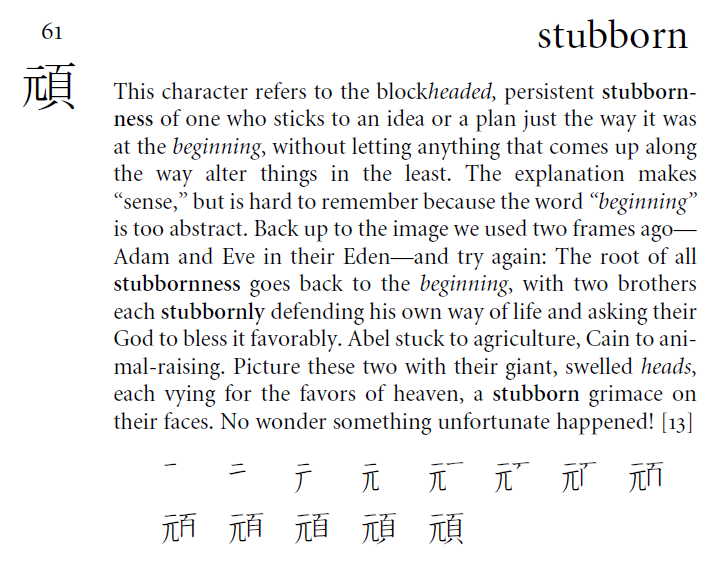 61
stubborn
頑
This character refers to the blockheaded, persistent stubborn-
ness of one who sticks to an idea or a plan just the way it was
at the beginning, without letting anything that comes up along
the way alter things in the least. The explanation makes
“sense,” but is hard to remember because the word “beginning”
is too abstract. Back up to the image we used two frames ago—
Adam and Eve in their Eden—and try again: The root of all
stubbornness goes back to the beginning, with two brothers
each stubbornly defending his own way of life and asking their
God to bless it favorably. Abel stuck to agriculture, Cain to ani-
mal-raising. Picture these two with their giant, swelled heads,
each vying for the favors of heaven, a stubborn grimace on
their faces. No wonder something unfortunate happened! [13]